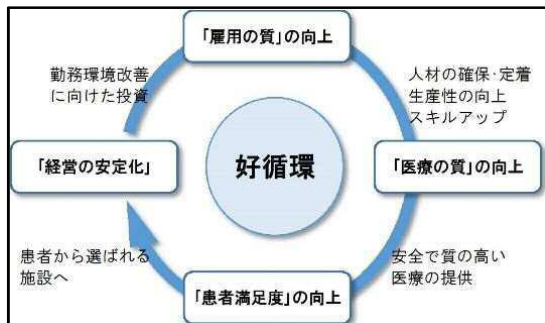 「雇用の質」の向上
勤務環境改善
に向けた投資
人材の確保・定着
生産性の向上
スキルアップ
好循環
「経営の安定化」
「医療の質」の向上
患者から選ばれる
施設へ
安全で質の高い
医療の提供
「患者満足度」の向上